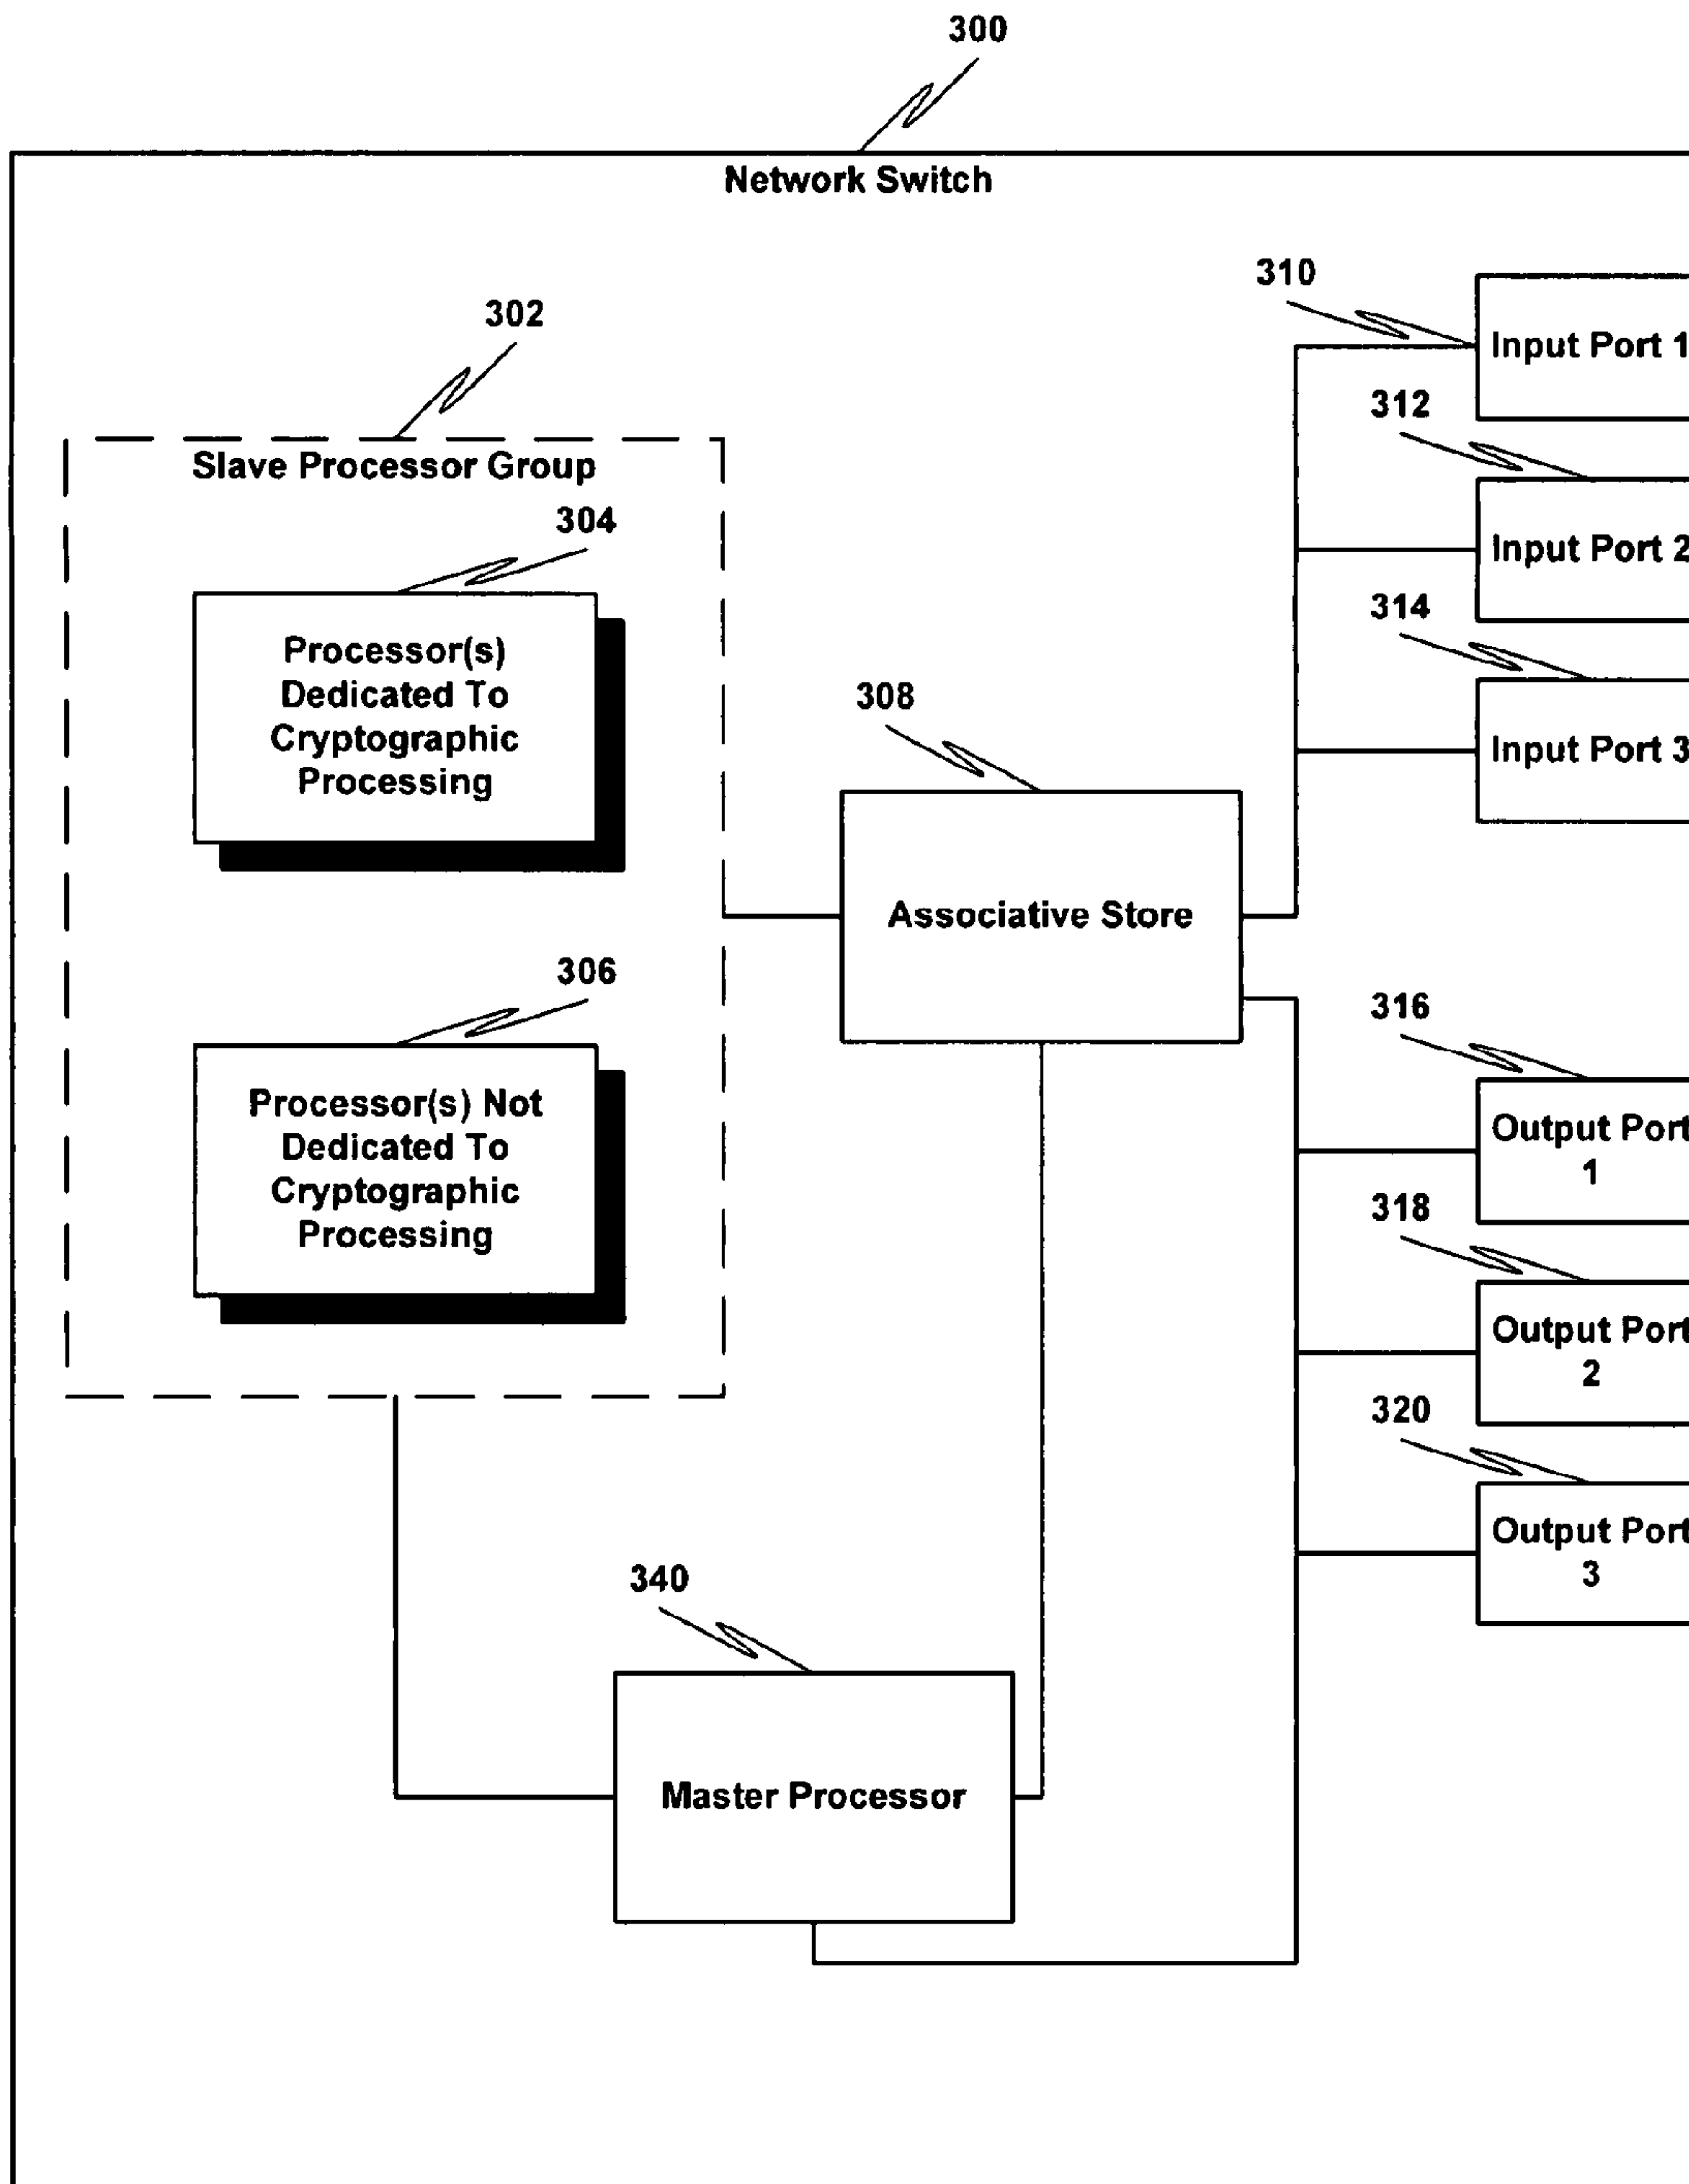 300
Network Switch
310
Input Port 1
302
312
Slave Processor Group
304
Input Port 2
314
Processor(s)
Dedicated To
Cryptographic
Processing
308
Input Port 3
Associative Store
306
316
Processor(s) Not
Dedicated To
Cryptographic
Processing
Output Port
1
318
Output Port
2
320
Output Port
3
340
Master Processor